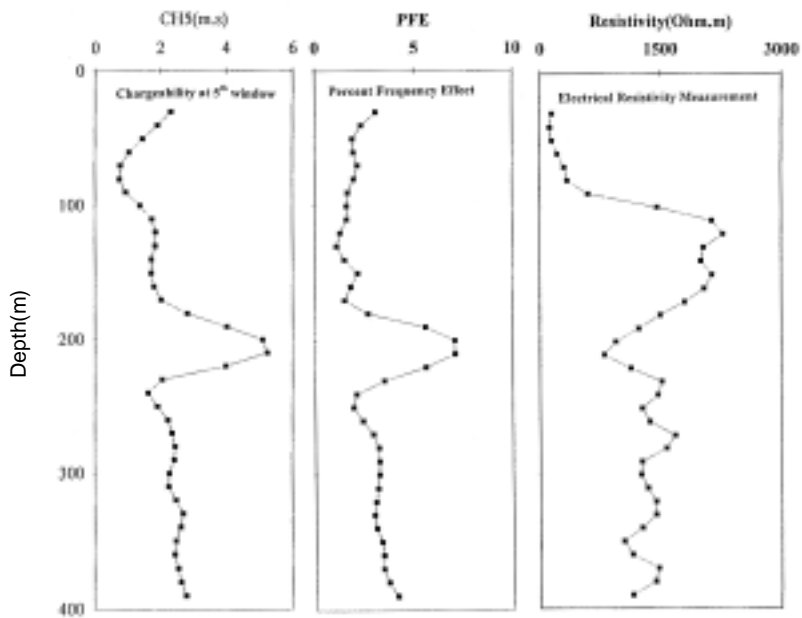 CH5(m.s)
0 2 4 6
Chargeability at 5th window
PFE
0 5 10
Percent Frequency Effect
Resistivity(Ohm.m)
0 1500 3000
Electrical Resistivity Measurement
Depth(m)
0
100
200
300
400